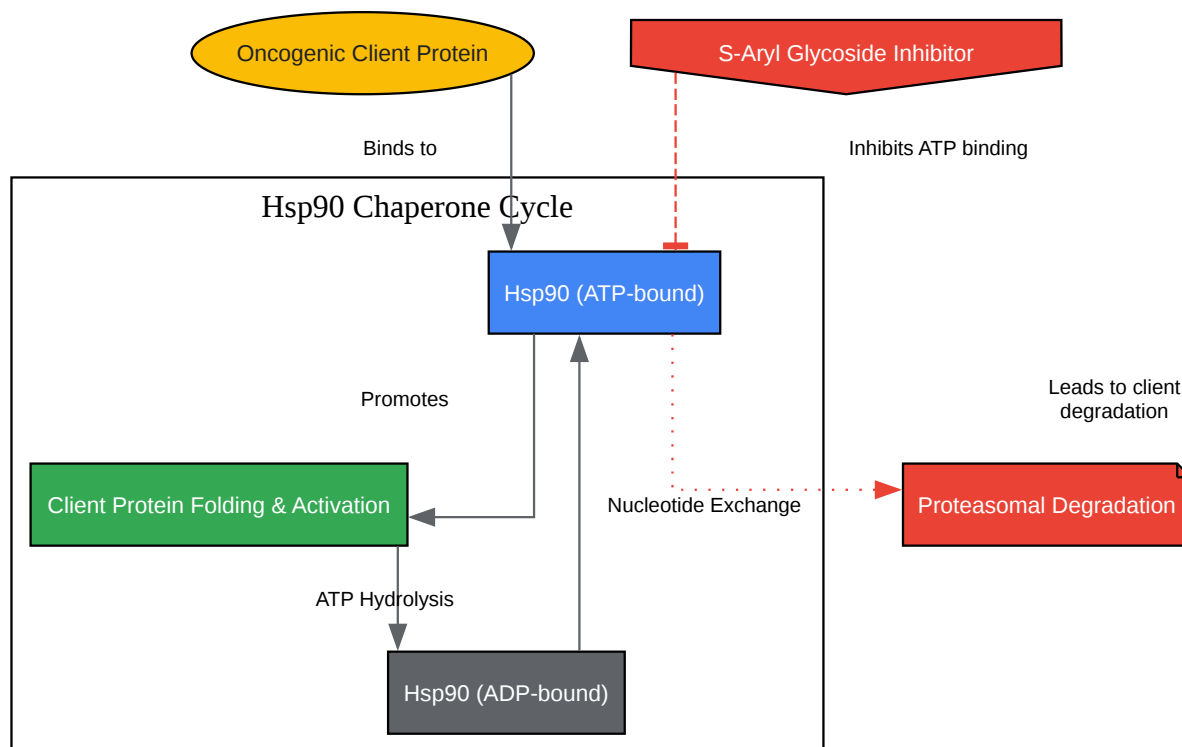 Oncogenic Client Protein
S-Aryl Glycoside Inhibitor
Binds to
Inhibits ATP binding
Hsp90 Chaperone Cycle
Hsp90 (ATP-bound)
Promotes
Leads to client
degradation
Client Protein Folding & Activation
Nucleotide Exchange
Proteasomal Degradation
ATP Hydrolysis
Hsp90 (ADP-bound)